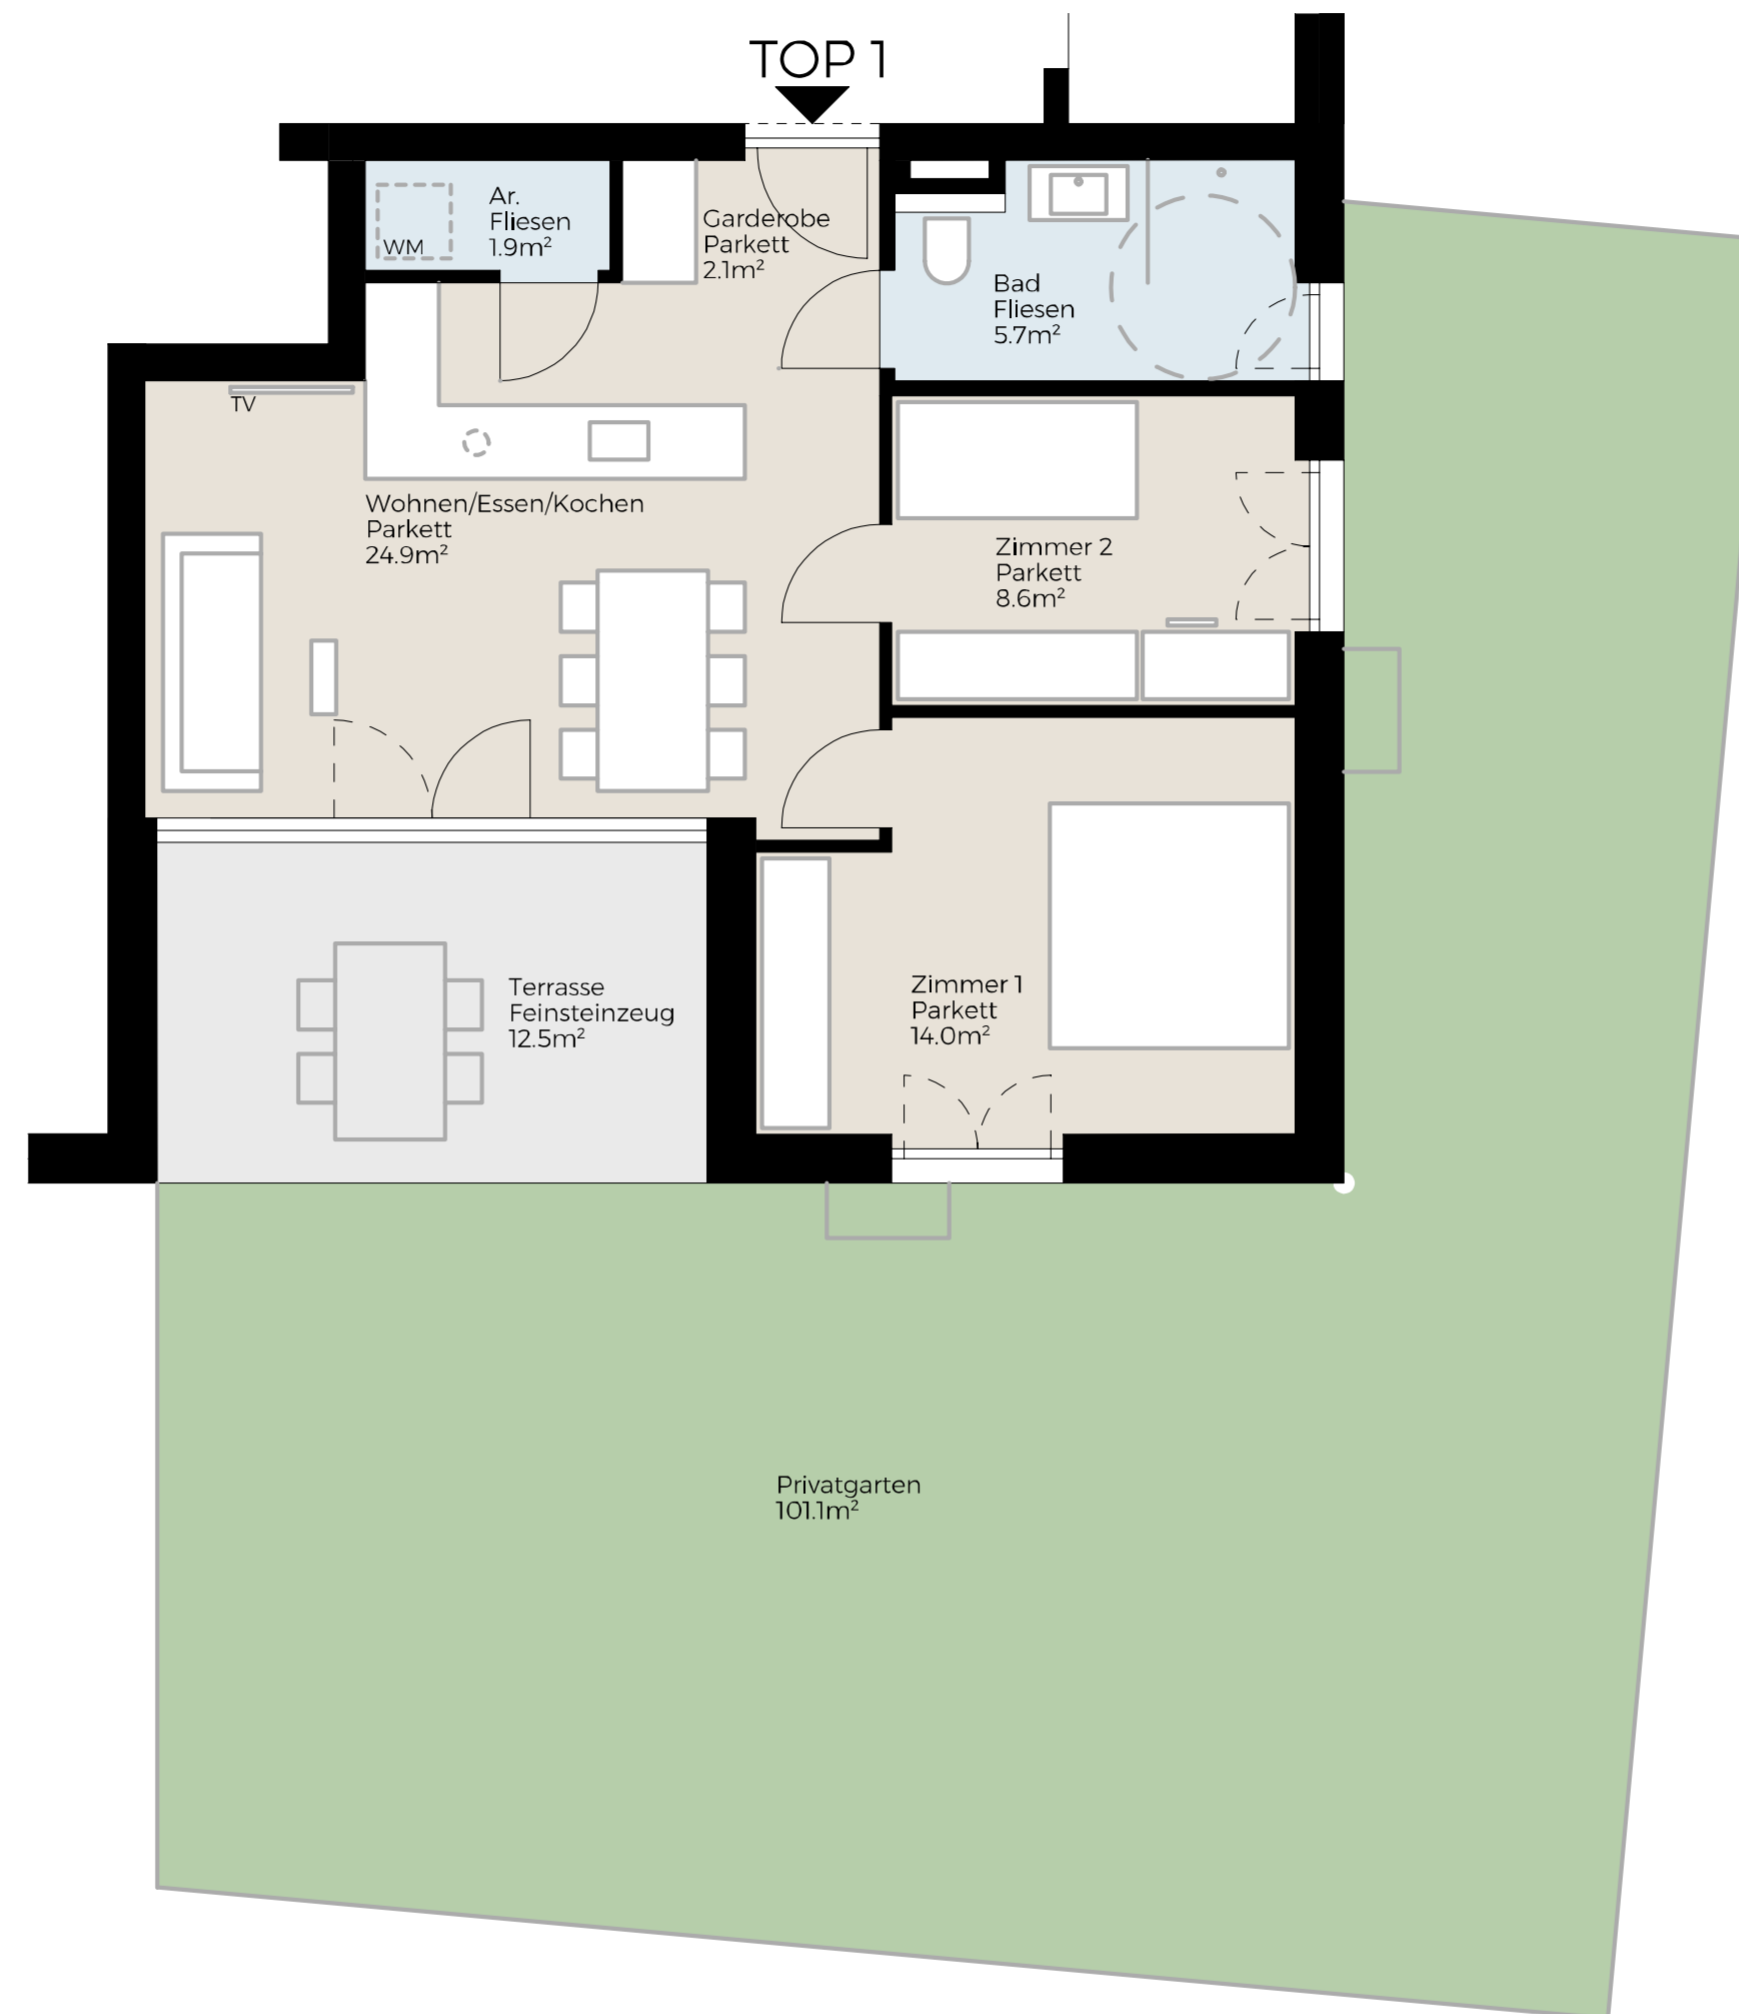 TOP 1
Ar.
Fliesen
1.9m²
WM
Garderobe
Parkett
2.1m²
Bad
Fliesen
5.7m²
TV
Wohnen/Essen/Kochen
Parkett
24.9m²
Zimmer 2
Parkett
8.6m²
Terrasse
Feinsteinzeug
12.5m²
Zimmer 1
Parkett
14.0m²
Privatgarten
101.1m²